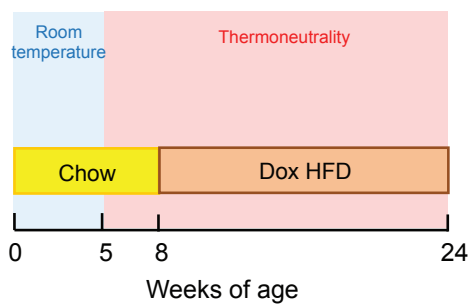 Room
temperature
Thermoneutrality
Chow
Dox HFD
0
5
8
24
Weeks of age